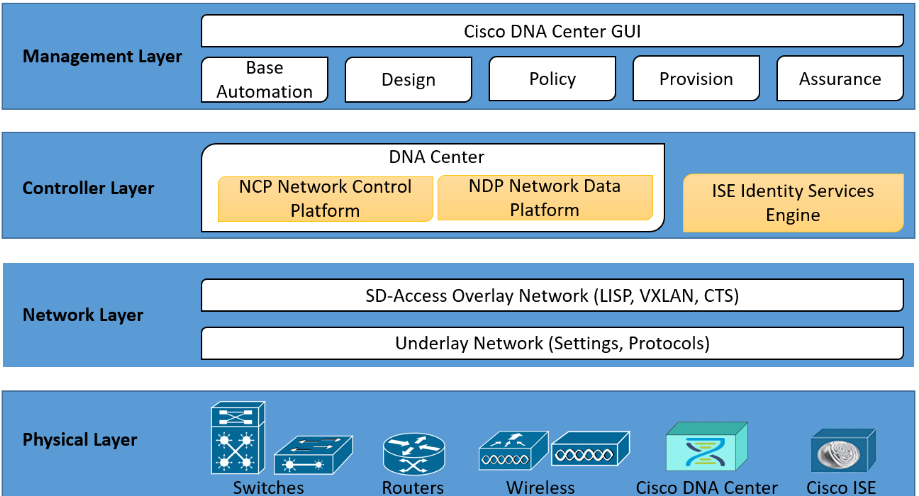 Management Layer
Cisco DNA Center GUI
Base
Automation
Design
Policy
Provision
Assurance
Controller Layer
DNA Center
NCP Network Control
Platform
NDP Network Data
Platform
ISE Identity Services
Engine
Network Layer
SD-Access Overlay Network (LISP, VXLAN, CTS)
Underlay Network (Settings, Protocols)
Physical Layer
Switches
Routers
Wireless
Cisco DNA Center
Cisco ISE